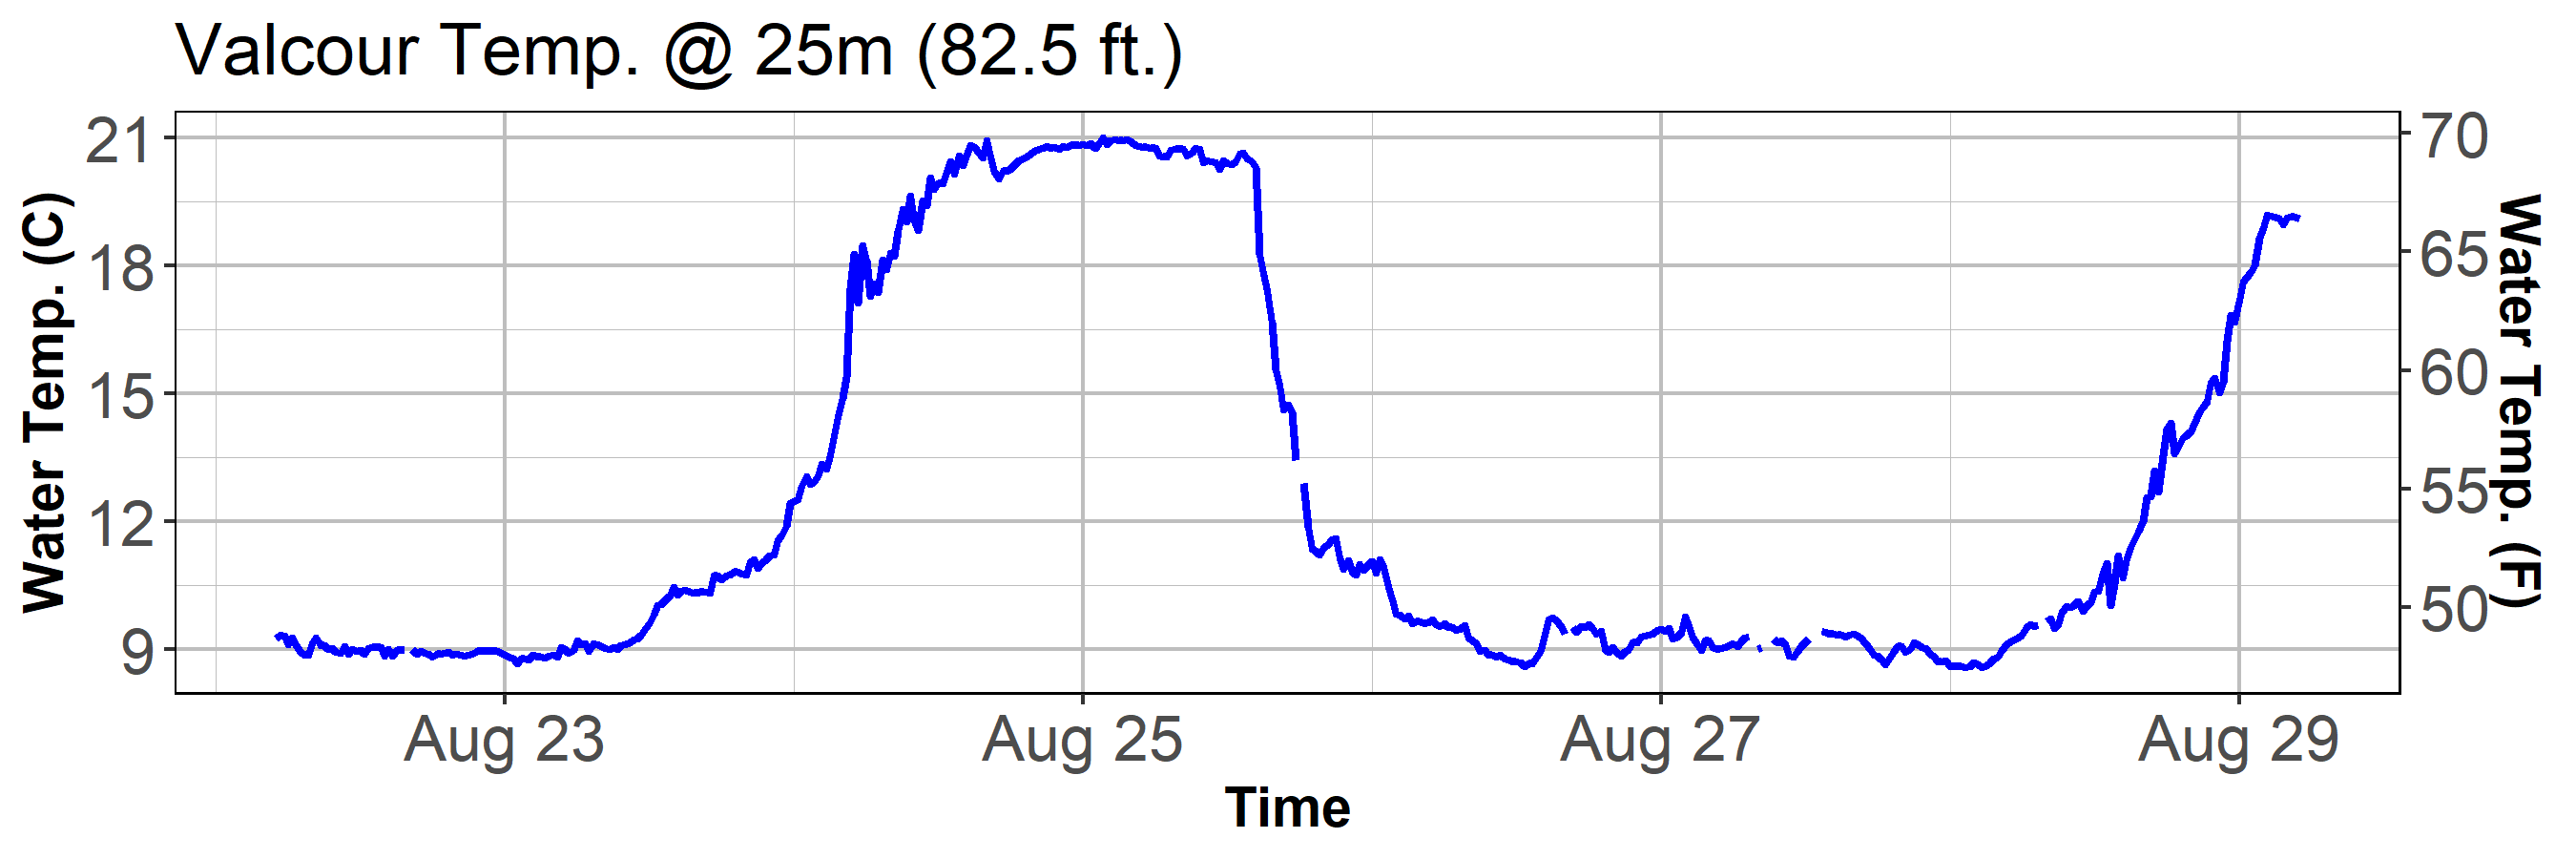 Valcour Temp. @ 25m (82.5 ft.)
Water Temp. (C)
21
18
15
12
9
70
65
60
55
50
Water Temp. (F)
Aug 23 Aug 25 Aug 27 Aug 29
Time